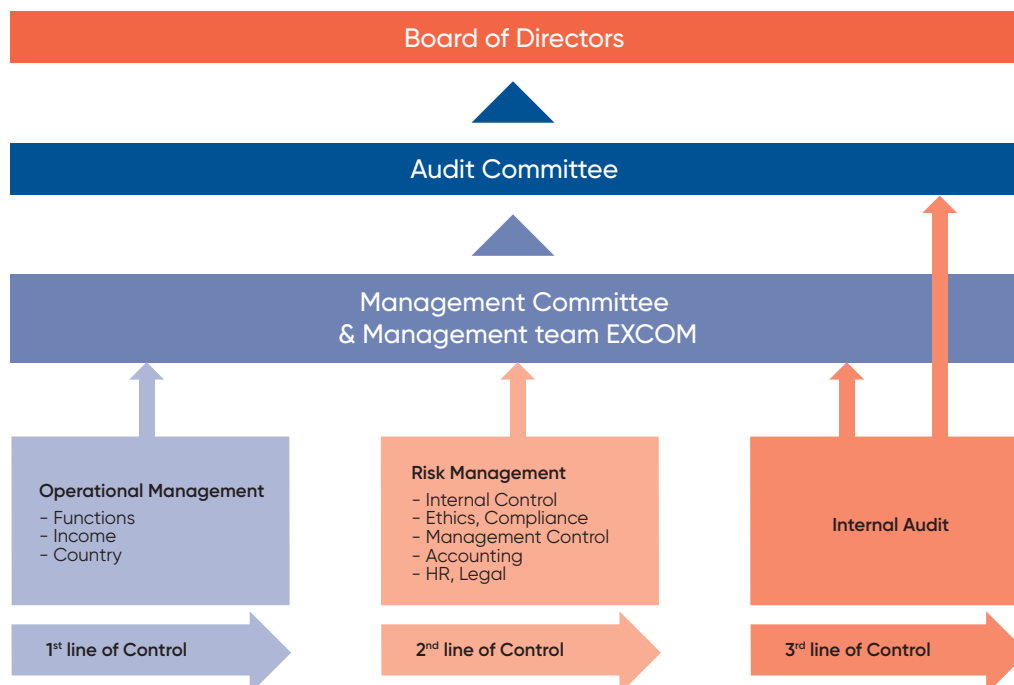 Board of Directors
Audit Committee
Management Committee
& Management team EXCOM
Operational Management
- Functions
- Income
- Country
Risk Management
- Internal Control
- Ethics, Compliance
- Management Control
- Accounting
- HR, Legal
Internal Audit
1st line of Control
2nd line of Control
3rd line of Control